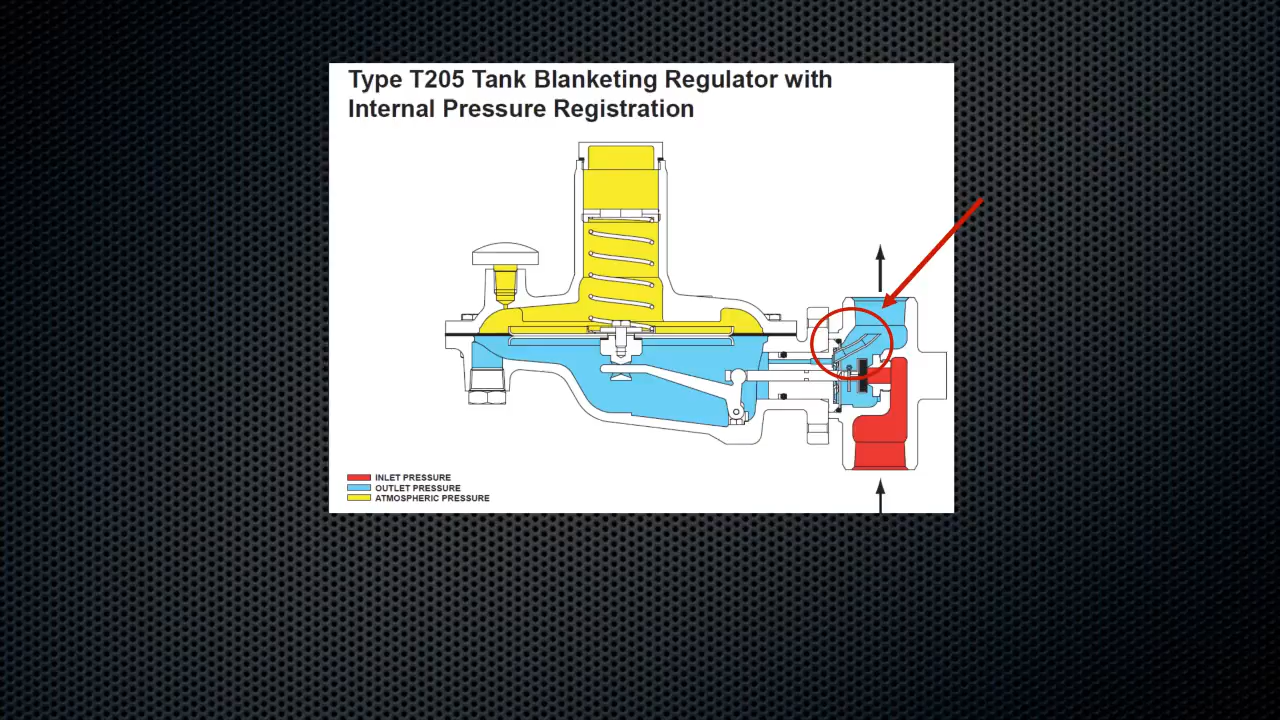 Type T205 Tank Blanketing Regulator with
Internal Pressure Registration
INLET PRESSURE
OUTLET PRESSURE
ATMOSPHERIC PRESSURE